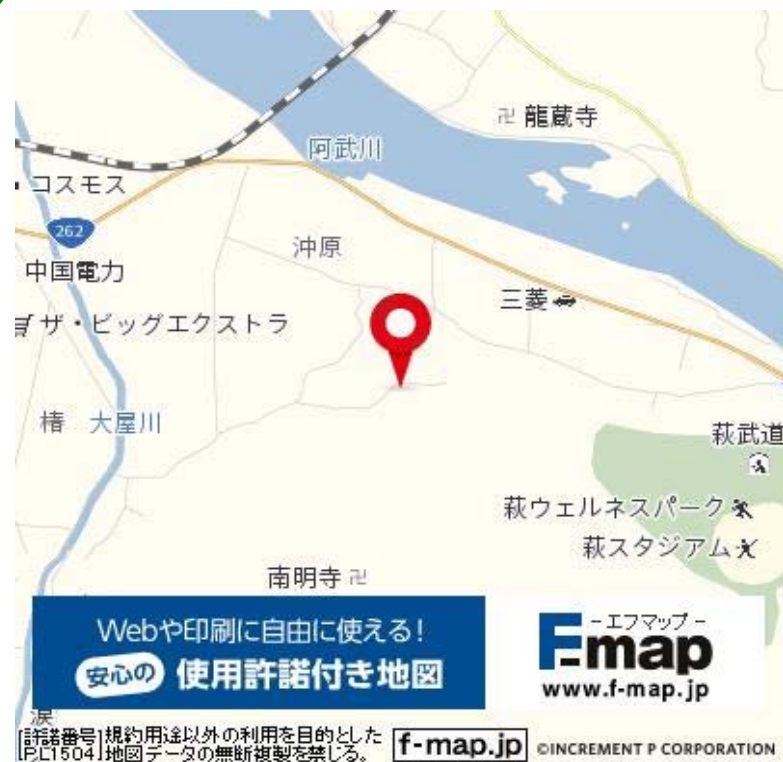 卍 龍蔵寺
阿武川
コスモス
262
沖原
中国電力
三菱
ザ・ビッグエクストラ
椿 大屋川
萩武道
萩ウェルネスパーク
萩スタジアム
南明寺 卍
Webや印刷に自由に使える!
安心の 使用許諾付き地図
-エフマップ-
F-map
www.f-map.jp
涙
[許諾番号]規約用途以外の利用を目的とした
[PL1504]地図データの無断複製を禁じる。
f-map.jp ©INCREMENT P CORPORATION